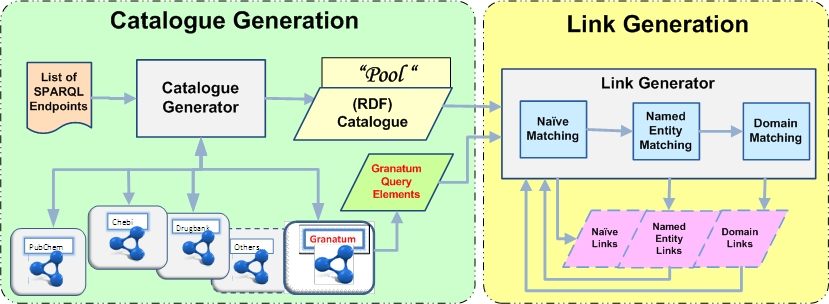 Catalogue Generation
List of
SPARQL
Endpoints
Catalogue
Generator
“Pool “
(RDF)
Catalogue
Granatum
Query
Elements
PubChem
Chebi
Drugbank
Others
Granatum
Link Generation
Link Generator
Naïve
Matching
Named
Entity
Matching
Domain
Matching
Naïve
Links
Named
Entity
Links
Domain
Links